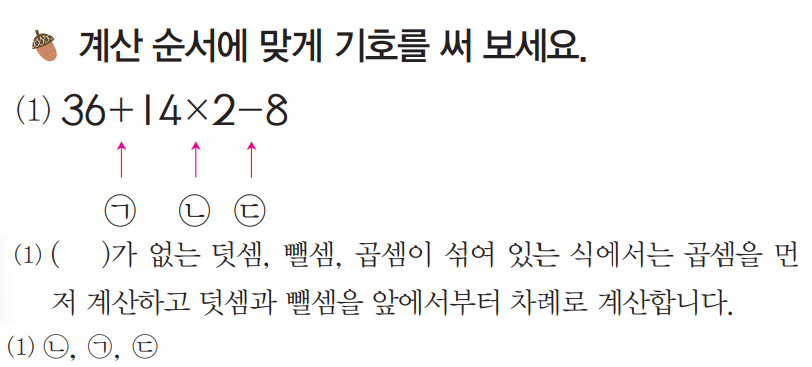 계산 순서에 맞게 기호를 써 보세요.
(1) 36+14×2−8
㉠ ㉡ ㉢
(1) (    )가 없는 덧셈, 뺄셈, 곱셈이 섞여 있는 식에서는 곱셈을 먼
저 계산하고 덧셈과 뺄셈을 앞에서부터 차례로 계산합니다.
(1) ㉡, ㉠, ㉢